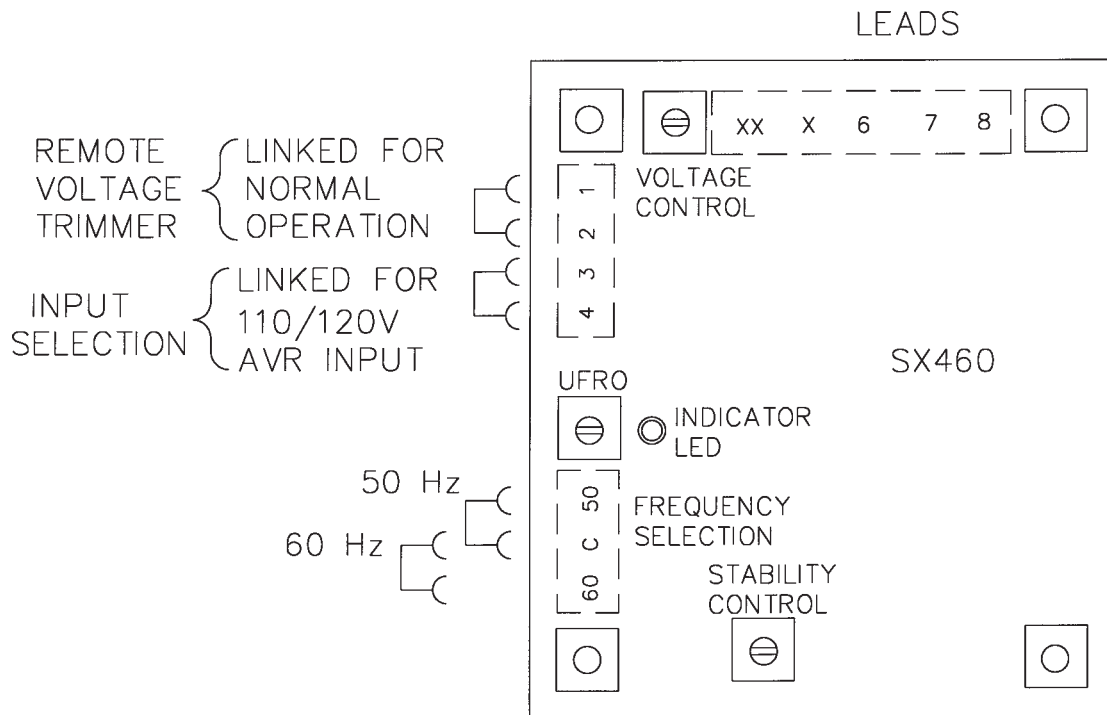 LEADS
XX X 6 7 8
REMOTE
VOLTAGE
TRIMMER
LINKED FOR
NORMAL
OPERATION
1
2
3
4
VOLTAGE
CONTROL
INPUT
SELECTION
LINKED FOR
110/120V
AVR INPUT
SX460
UFRO
INDICATOR
LED
50 Hz
60 Hz
50
C
60
FREQUENCY
SELECTION
STABILITY
CONTROL